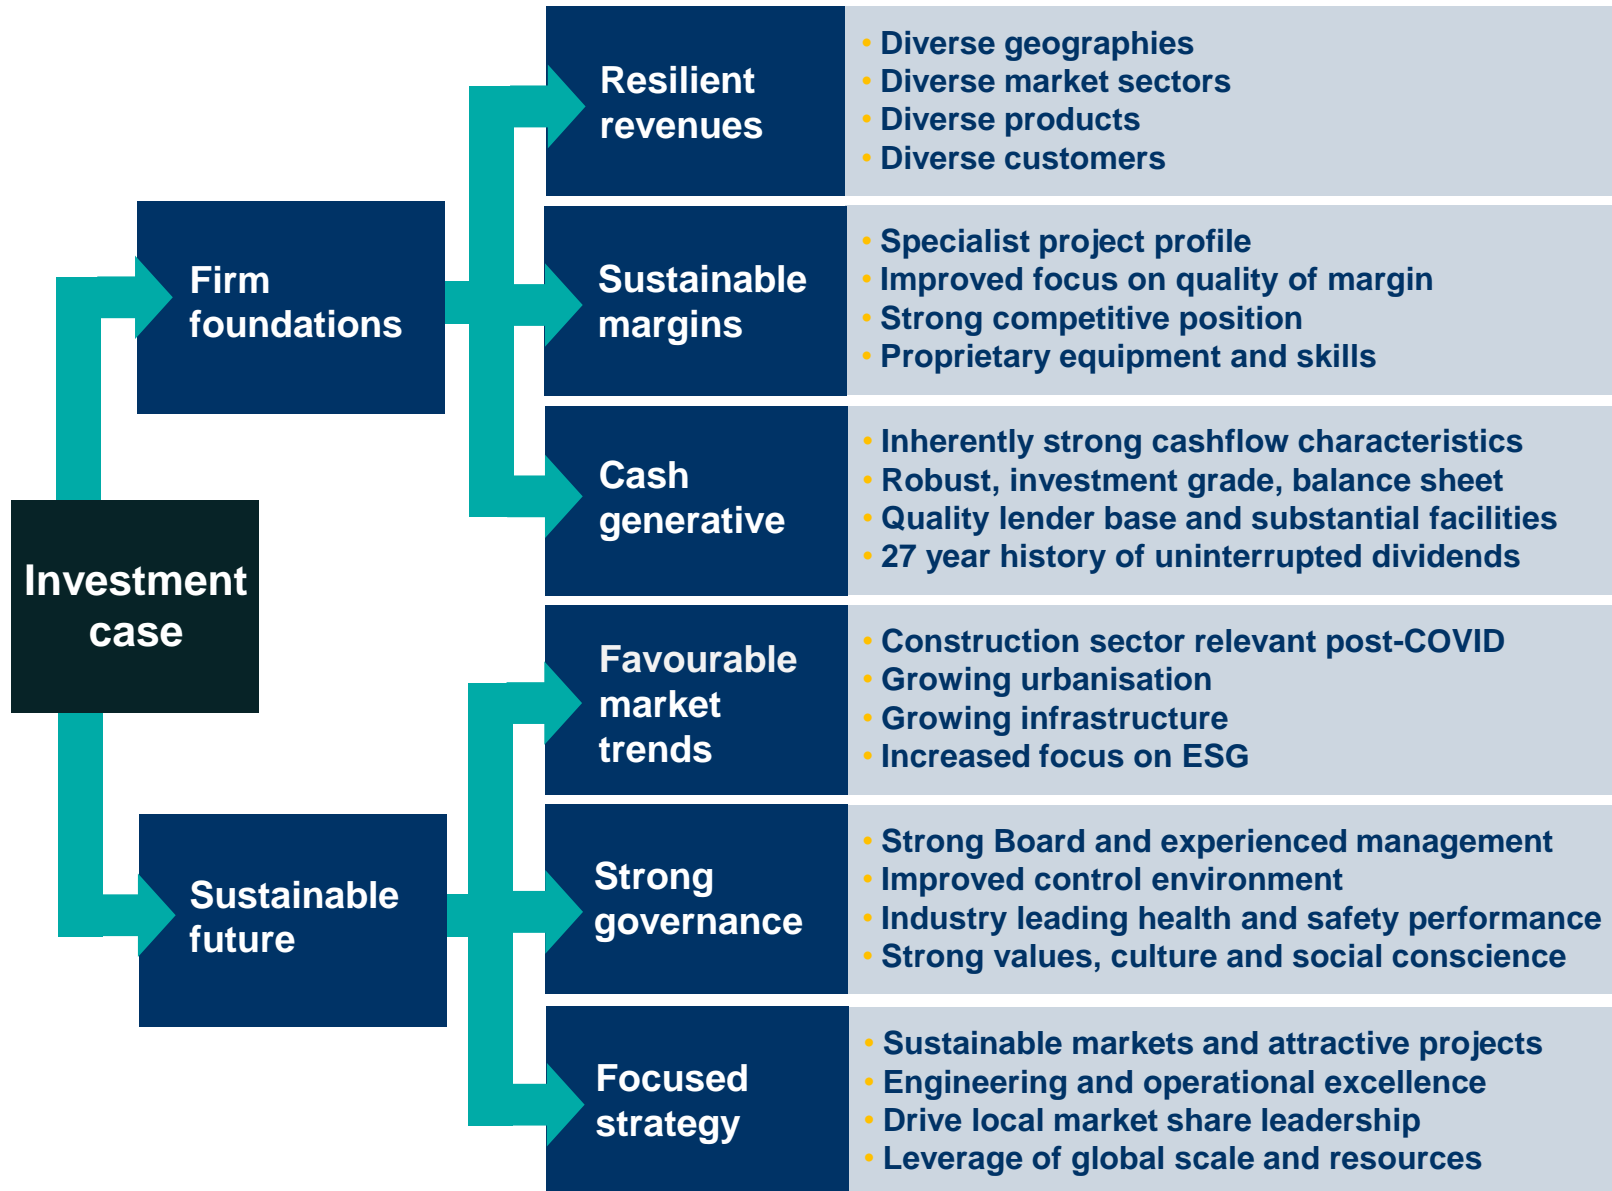 Investment
case
Firm
foundations
Resilient
revenues
• Diverse geographies
• Diverse market sectors
• Diverse products
• Diverse customers
Sustainable
margins
• Specialist project profile
• Improved focus on quality of margin
• Strong competitive position
• Proprietary equipment and skills
Cash
generative
• Inherently strong cashflow characteristics
• Robust, investment grade, balance sheet
• Quality lender base and substantial facilities
• 27 year history of uninterrupted dividends
Sustainable
future
Favourable
market
trends
• Construction sector relevant post-COVID
• Growing urbanisation
• Growing infrastructure
• Increased focus on ESG
Strong
governance
• Strong Board and experienced management
• Improved control environment
• Industry leading health and safety performance
• Strong values, culture and social conscience
Focused
strategy
• Sustainable markets and attractive projects
• Engineering and operational excellence
• Drive local market share leadership
• Leverage of global scale and resources